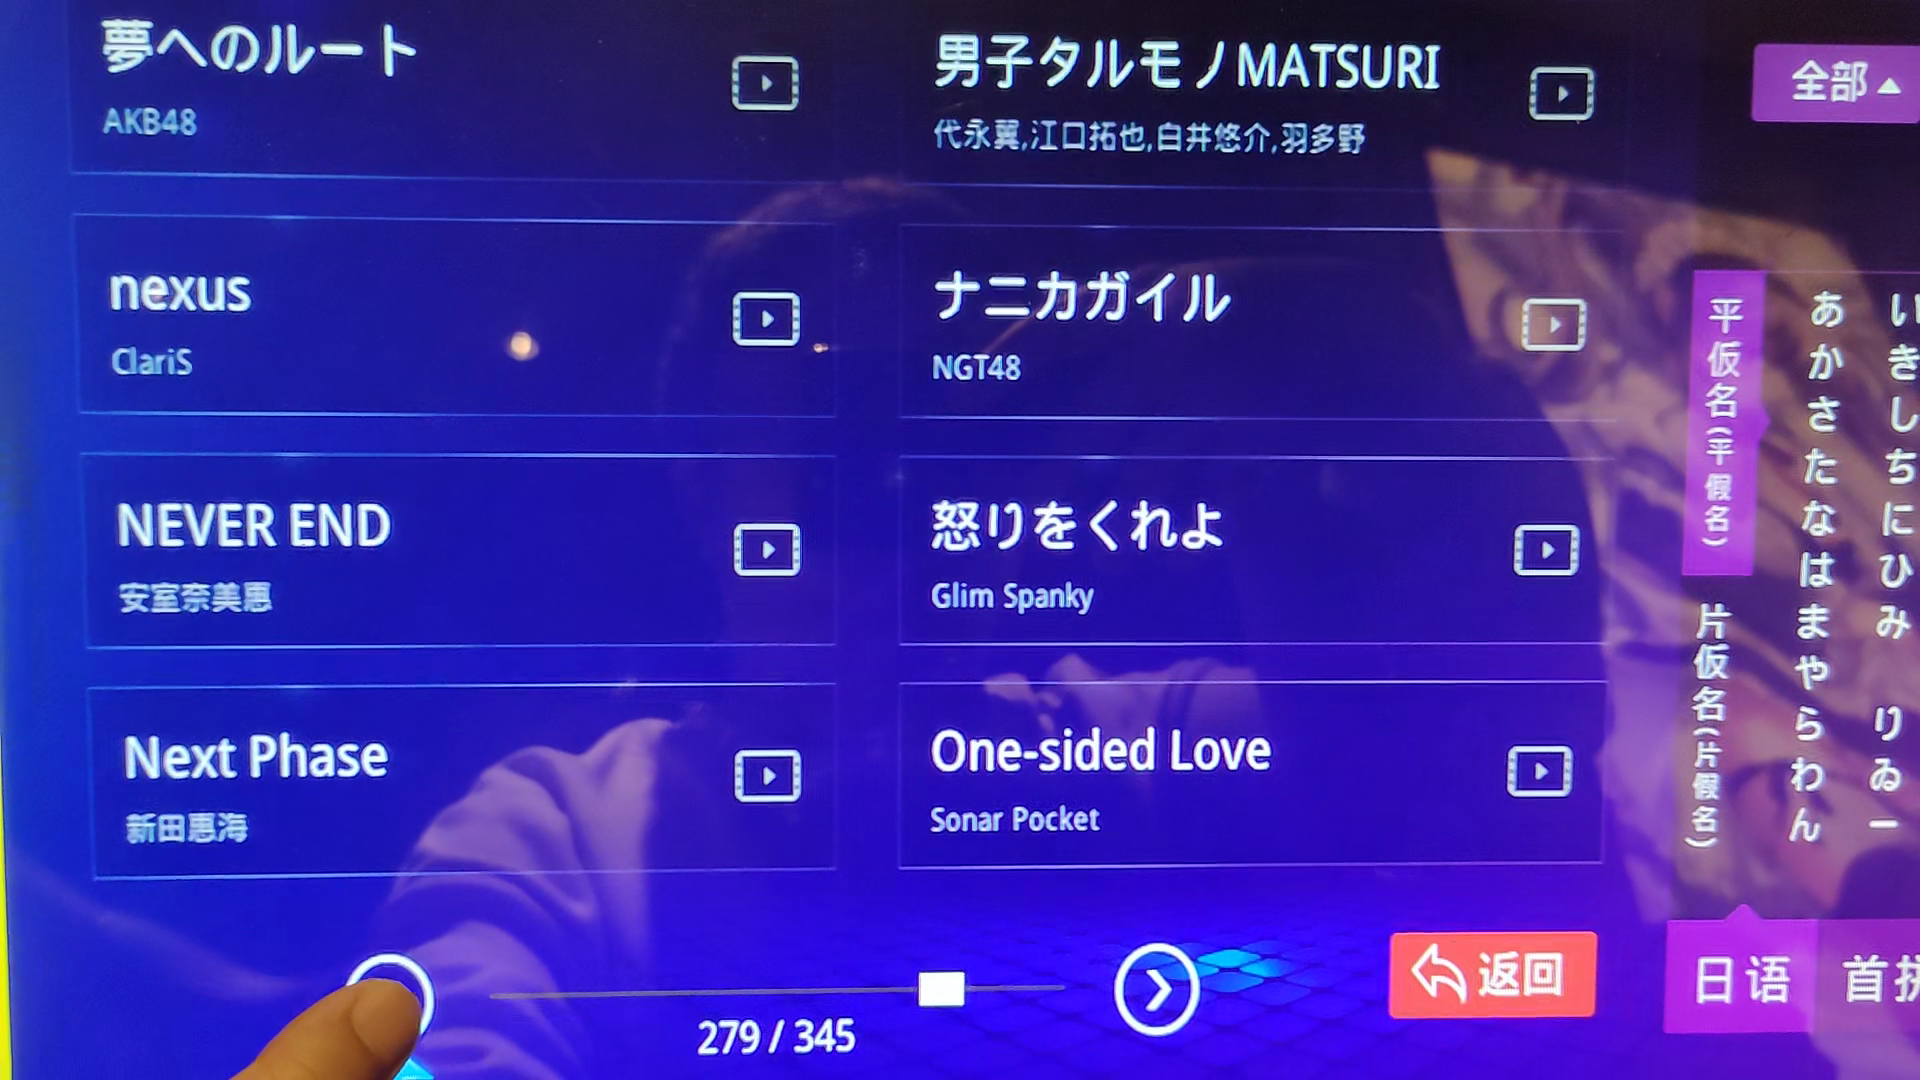 夢へのルート
AKB48
男子タルモノMATSURI
代永翼,江口拓也,白井悠介,羽多野
nexus
ClariS
ナニカガイル
NGT48
NEVER END
安室奈美恵
怒りをくれよ
Glim Spanky
Next Phase
新田恵海
One-sided Love
Sonar Pocket
279 / 345
返回
全部
平仮名(平假名)
片仮名(片假名)
あかさたなはまやらわん
いきしちにひみ りゐー
日语
首拼